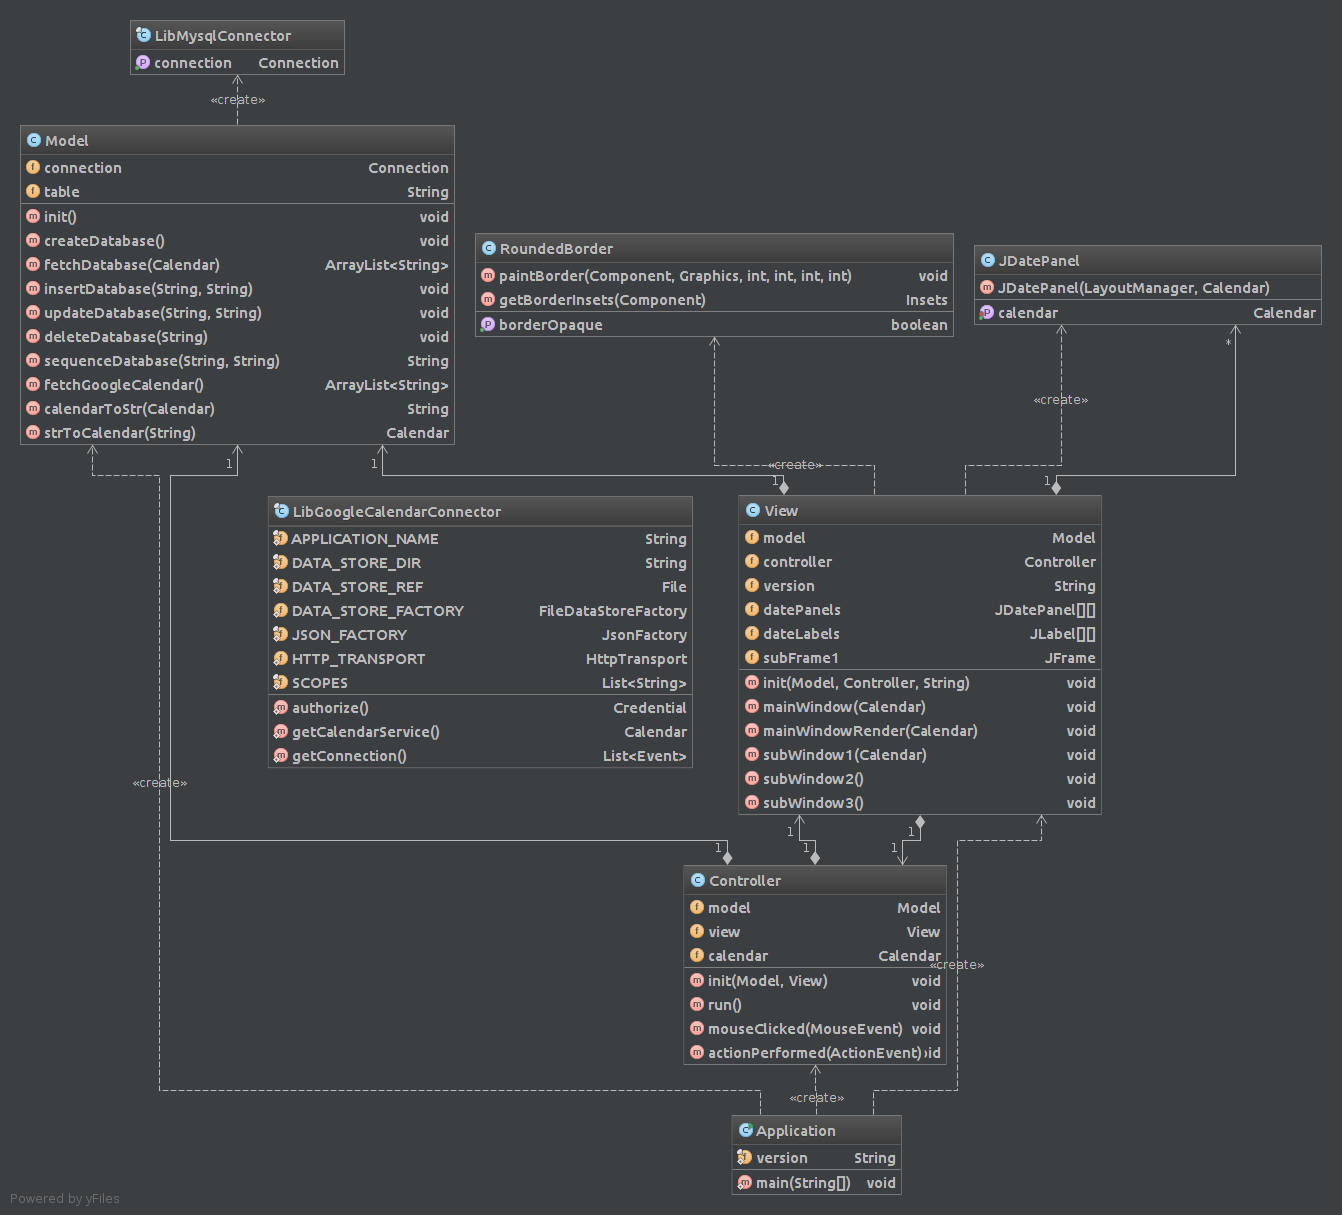 LibMysqlConnector
connection Connection
«create»
Model
connection Connection
table String
init() void
createDatabase() void
fetchDatabase(Calendar) ArrayList<String>
insertDatabase(String, String) void
updateDatabase(String, String) void
deleteDatabase(String) void
sequenceDatabase(String, String) String
fetchGoogleCalendar() ArrayList<String>
calendarToStr(Calendar) String
strToCalendar(String) Calendar
RoundedBorder
paintBorder(Component, Graphics, int, int, int, int) void
getBorderInsets(Component) Insets
borderOpaque boolean
JDatePanel
JDatePanel(LayoutManager, Calendar)
calendar Calendar
*
«create»
1
1
«create»
1
1
LibGoogleCalendarConnector
APPLICATION_NAME String
DATA_STORE_DIR String
DATA_STORE_REF File
DATA_STORE_FACTORY FileDataStoreFactory
JSON_FACTORY JsonFactory
HTTP_TRANSPORT HttpTransport
SCOPES List<String>
authorize() Credential
getCalendarService() Calendar
getConnection() List<Event>
View
model Model
controller Controller
version String
datePanels JDatePanel[][]
dateLabels JLabel[][]
subFrame1 JFrame
init(Model, Controller, String) void
mainWindow(Calendar) void
mainWindowRender(Calendar) void
subWindow1(Calendar) void
subWindow2() void
subWindow3() void
«create»
1
1
1
1
1
Controller
model Model
view View
calendar Calendar
«create»
init(Model, View) void
run() void
mouseClicked(MouseEvent) void
actionPerformed(ActionEvent) oid
«create»
Application
version String
main(String[]) void
Powered by yFiles